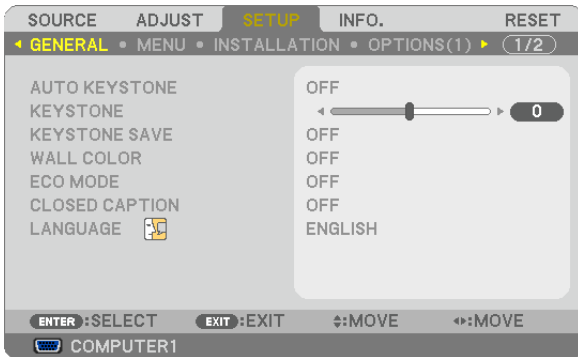 SOURCE ADJUST SETUP INFO. RESET
GENERAL • MENU • INSTALLATION • OPTIONS(1) 1/2
AUTO KEYSTONE OFF
KEYSTONE 0
KEYSTONE SAVE OFF
WALL COLOR OFF
ECO MODE OFF
CLOSED CAPTION OFF
LANGUAGE ENGLISH
ENTER :SELECT EXIT :EXIT :MOVE :MOVE
COMPUTER1